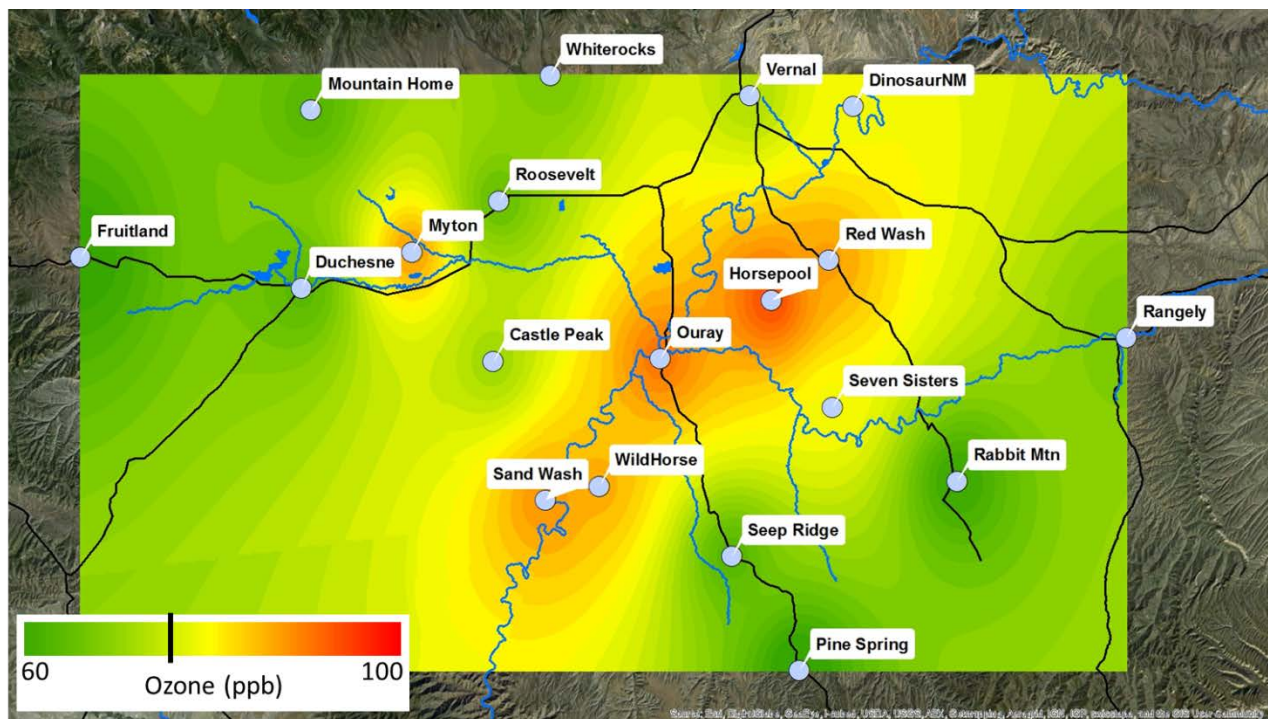 Whiterocks
Mountain Home
Vernal
DinosaurNM
Roosevelt
Fruitland
Myton
Duchesne
Red Wash
Horsepool
Rangely
Castle Peak
Ouray
Seven Sisters
Sand Wash
WildHorse
Rabbit Mtn
Seep Ridge
Pine Spring
60
100
Ozone (ppb)